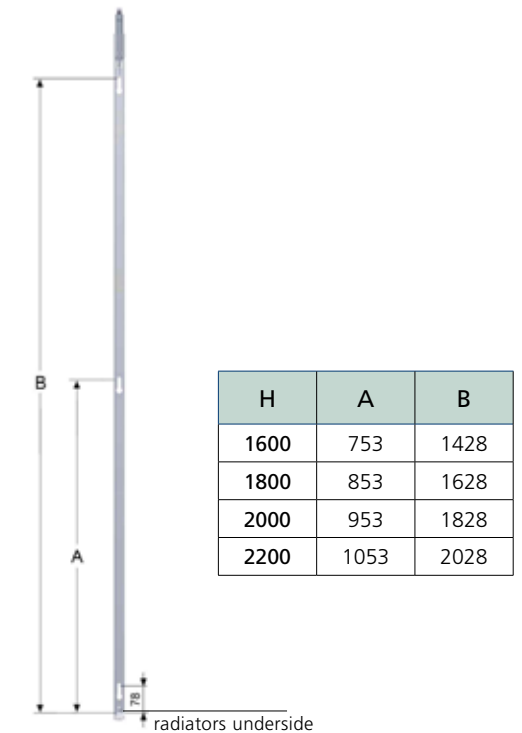 B
A
78
radiators underside
H A B
1600 753 1428
1800 853 1628
2000 953 1828
2200 1053 2028